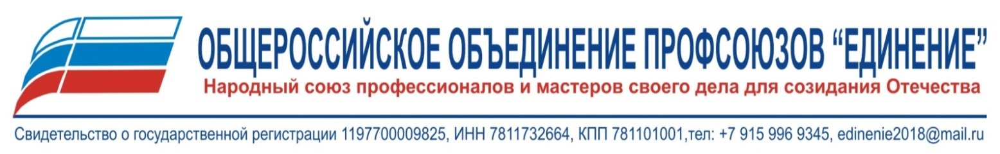 ОБЩЕРОССИЙСКОЕ ОБЪЕДИНЕНИЕ ПРОФСОЮЗОВ “ЕДИНЕНИЕ”
Народный союз профессионалов и мастеров своего дела для созидания Отечества
Свидетельство о государственной регистрации 1197700009825, ИНН 7811732664, КПП 781101001,тел: +7 915 996 9345, edinenie2018@mail.ru